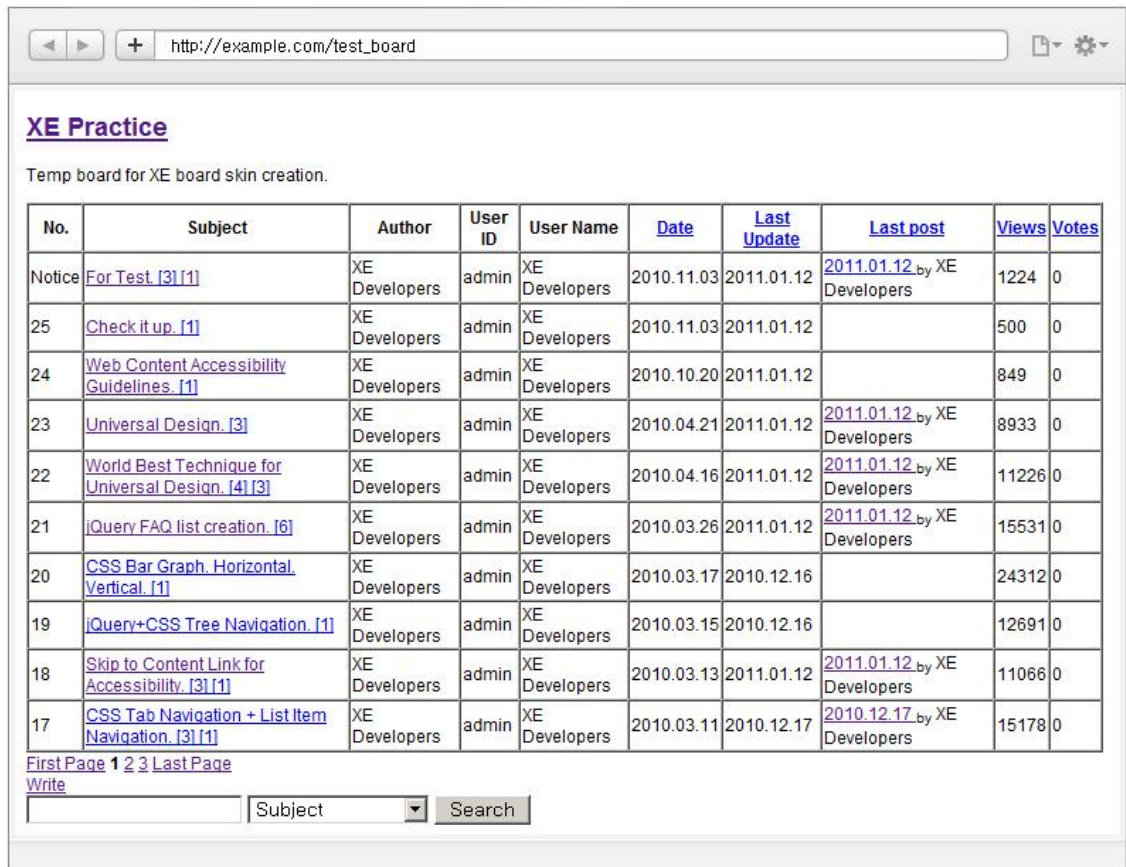 http://example.com/test_board
XE Practice
Temp board for XE board skin creation.
No. Subject Author User ID User Name Date Last Update Last post Views Votes
Notice For Test. [3] [1] XE Developers admin XE Developers 2010.11.03 2011.01.12 2011.01.12 by XE Developers 1224 0
25 Check it up. [1] XE Developers admin XE Developers 2010.11.03 2011.01.12 500 0
24 Web Content Accessibility Guidelines. [1] XE Developers admin XE Developers 2010.10.20 2011.01.12 849 0
23 Universal Design. [3] XE Developers admin XE Developers 2010.04.21 2011.01.12 2011.01.12 by XE Developers 8933 0
22 World Best Technique for Universal Design. [4] [3] XE Developers admin XE Developers 2010.04.16 2011.01.12 2011.01.12 by XE Developers 11226 0
21 jQuery FAQ list creation. [6] XE Developers admin XE Developers 2010.03.26 2011.01.12 2011.01.12 by XE Developers 15531 0
20 CSS Bar Graph. Horizontal. Vertical. [1] XE Developers admin XE Developers 2010.03.17 2010.12.16 24312 0
19 jQuery+CSS Tree Navigation. [1] XE Developers admin XE Developers 2010.03.15 2010.12.16 12691 0
18 Skip to Content Link for Accessibility. [3] [1] XE Developers admin XE Developers 2010.03.13 2011.01.12 2011.01.12 by XE Developers 11066 0
17 CSS Tab Navigation + List Item Navigation. [3] [1] XE Developers admin XE Developers 2010.03.11 2010.12.17 2010.12.17 by XE Developers 15178 0
First Page 1 2 3 Last Page
Write
Subject Search